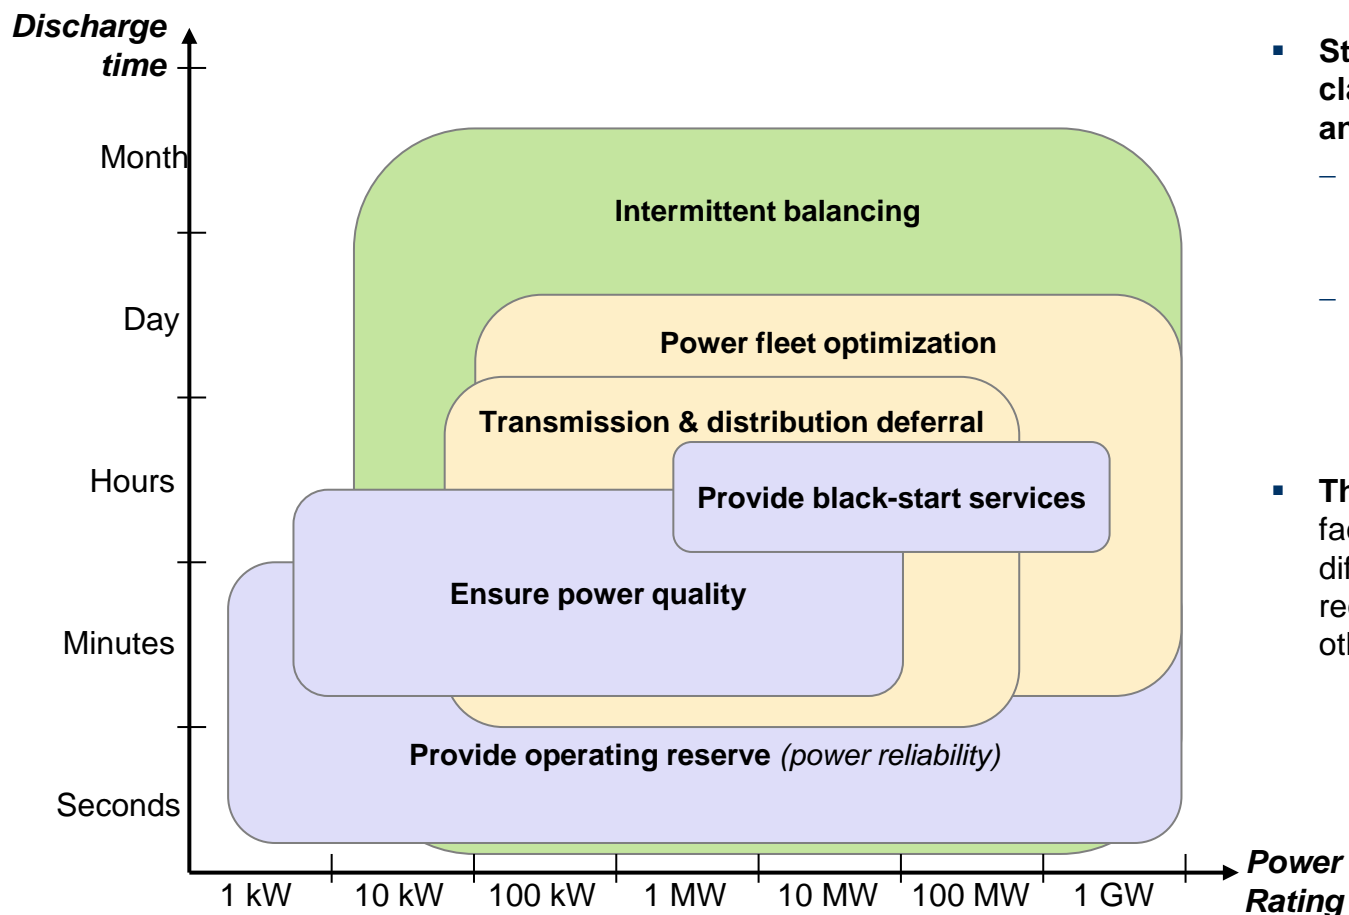 Discharge
time
Month
Day
Hours
Minutes
Seconds
Intermittent balancing
Power fleet optimization
Transmission & distribution deferral
Provide black-start services
Ensure power quality
Provide operating reserve (power reliability)
1 kW
10 kW
100 kW
1 MW
10 MW
100 MW
1 GW
Power
Rating